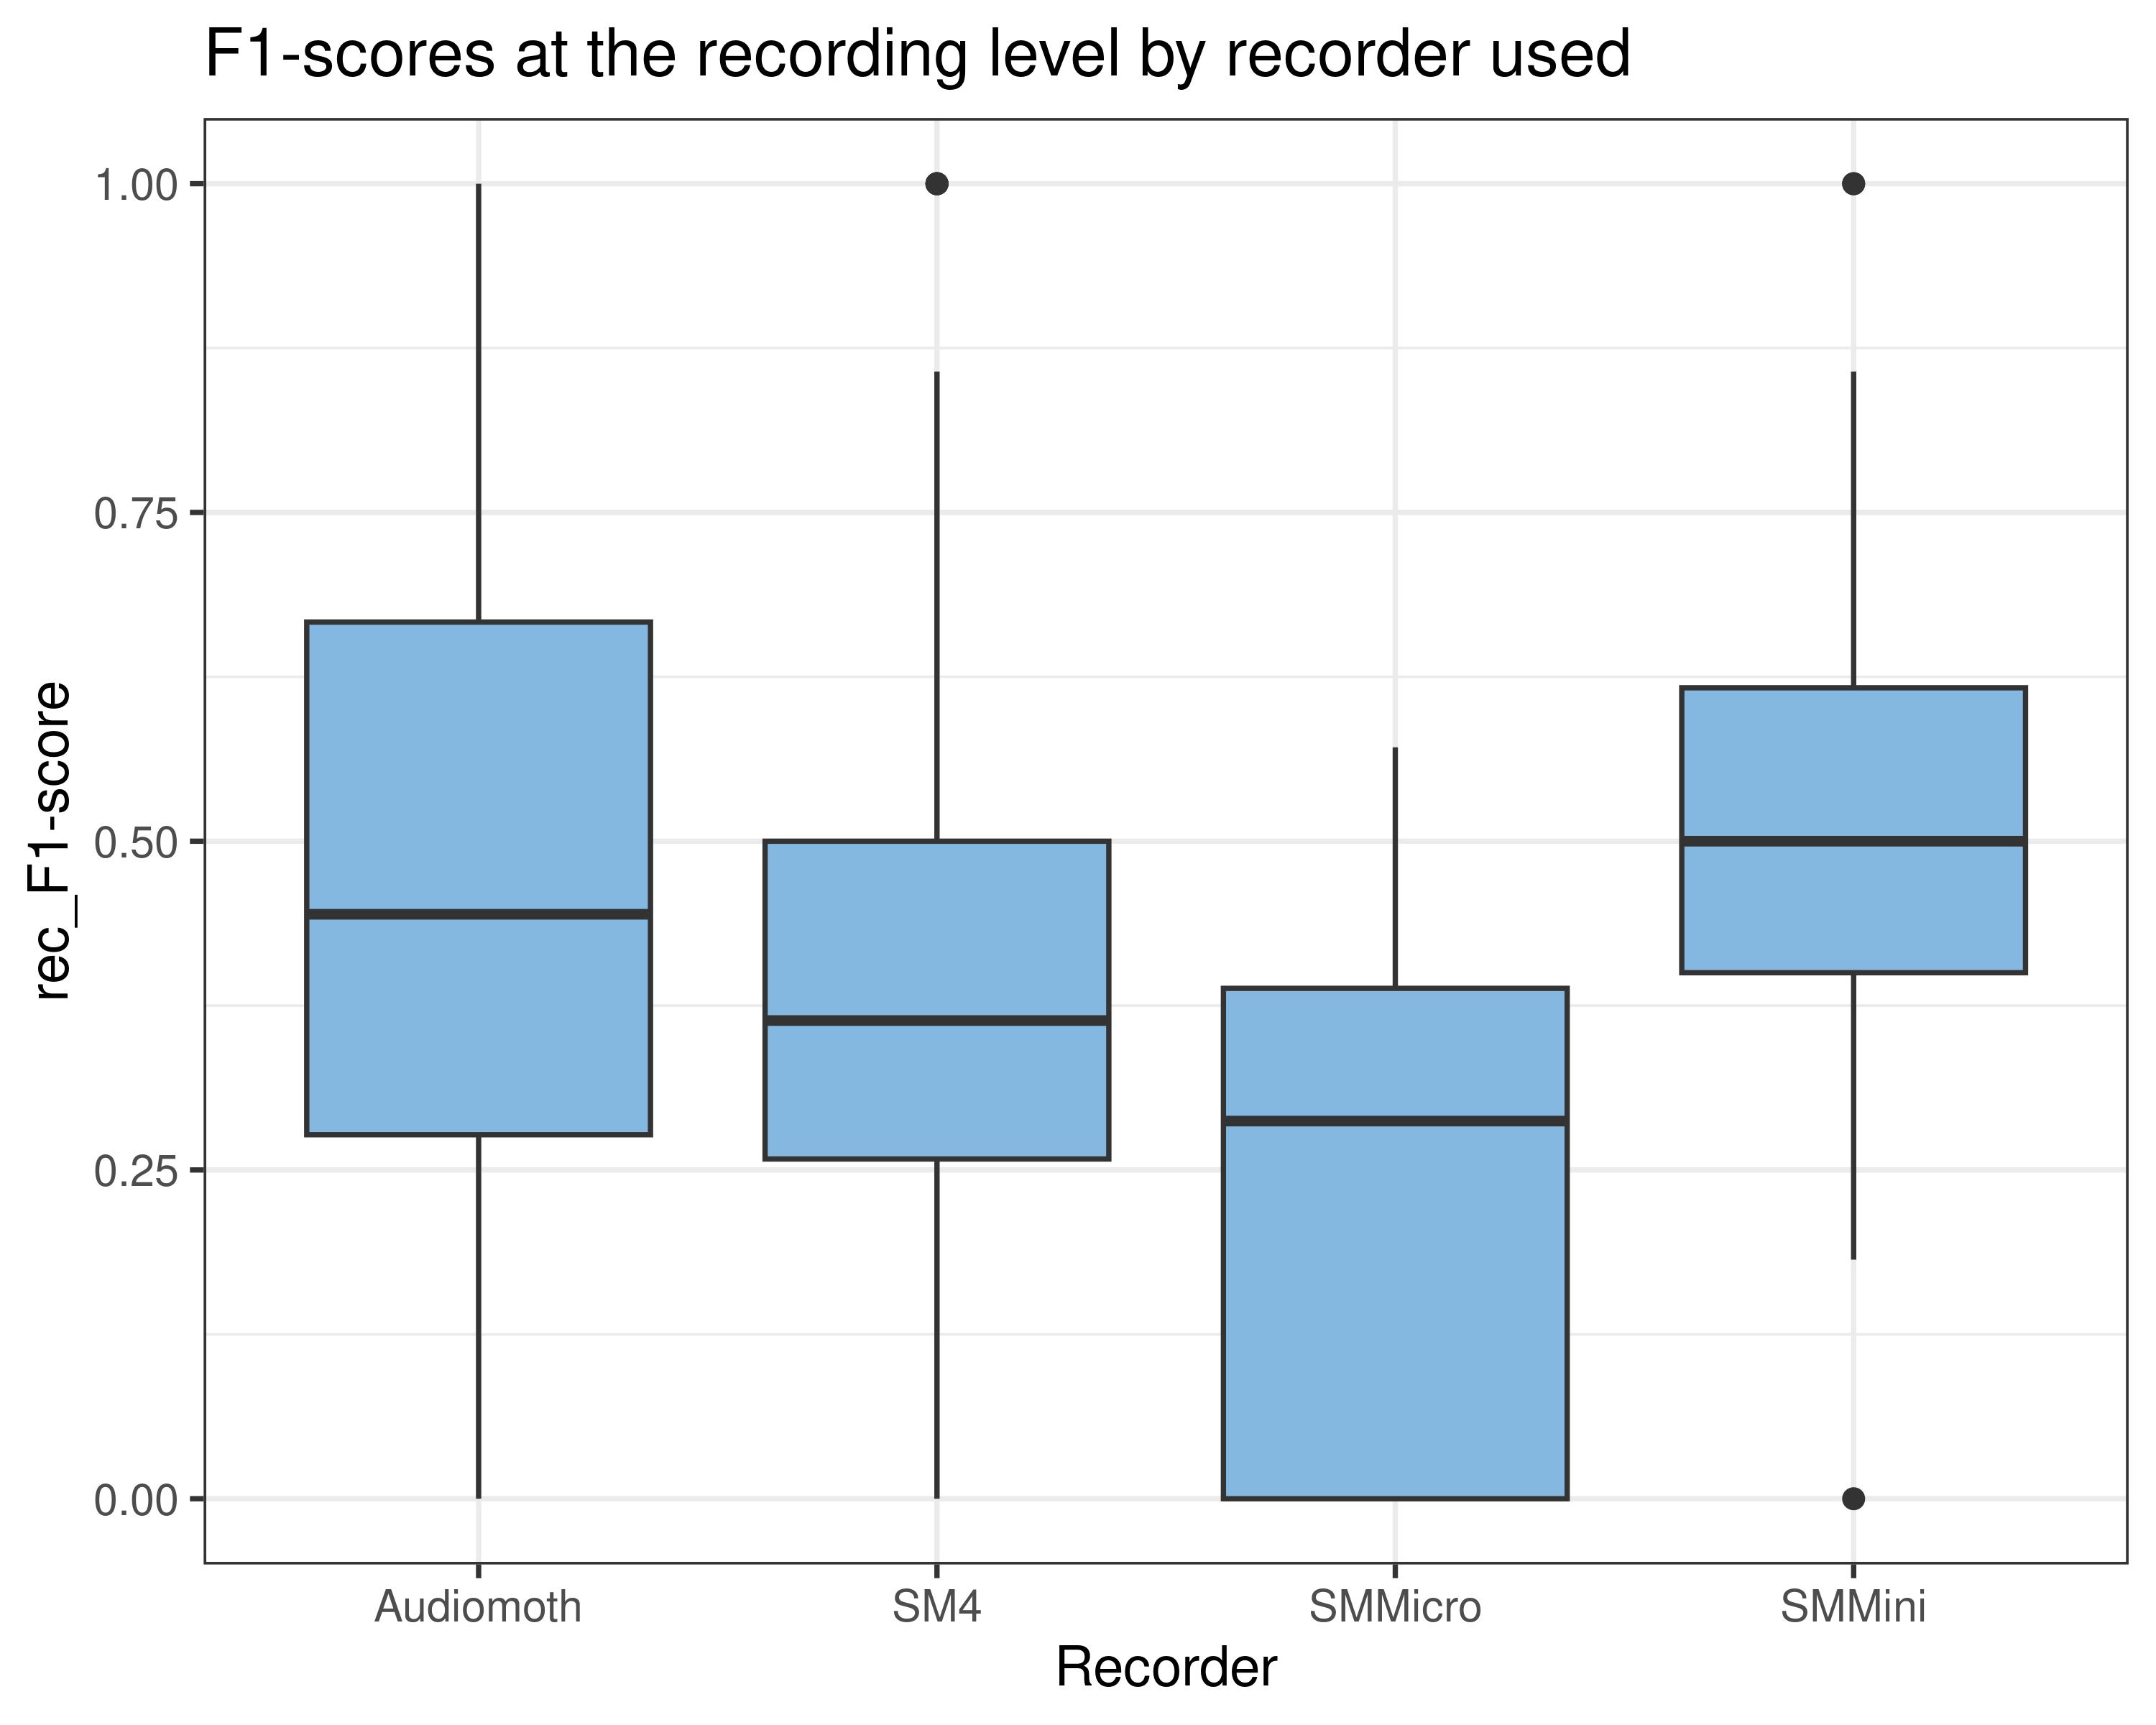 F1-scores at the recording level by recorder used
rec_F1-score
1.00
0.75
0.50
0.25
0.00
Audiomoth SM4 SMMicro SMMini
Recorder